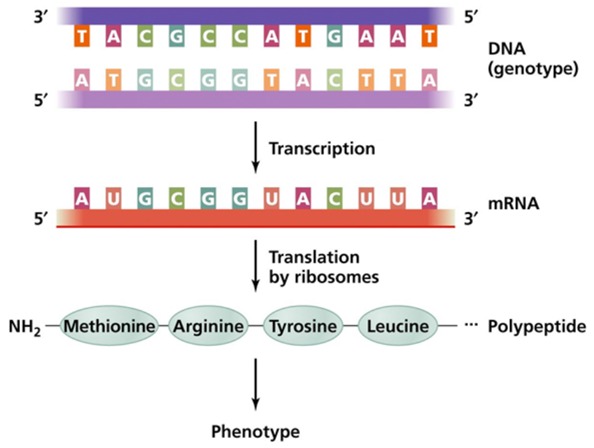 3′ 5′
T A C G C C A T G A A T
DNA
(genotype)
A T G C G G T A C T T A
5′ 3′
Transcription
A U G C G G U A C U U A
mRNA
5′ 3′
Translation
by ribosomes
NH2 Methionine Arginine Tyrosine Leucine ... Polypeptide
Phenotype